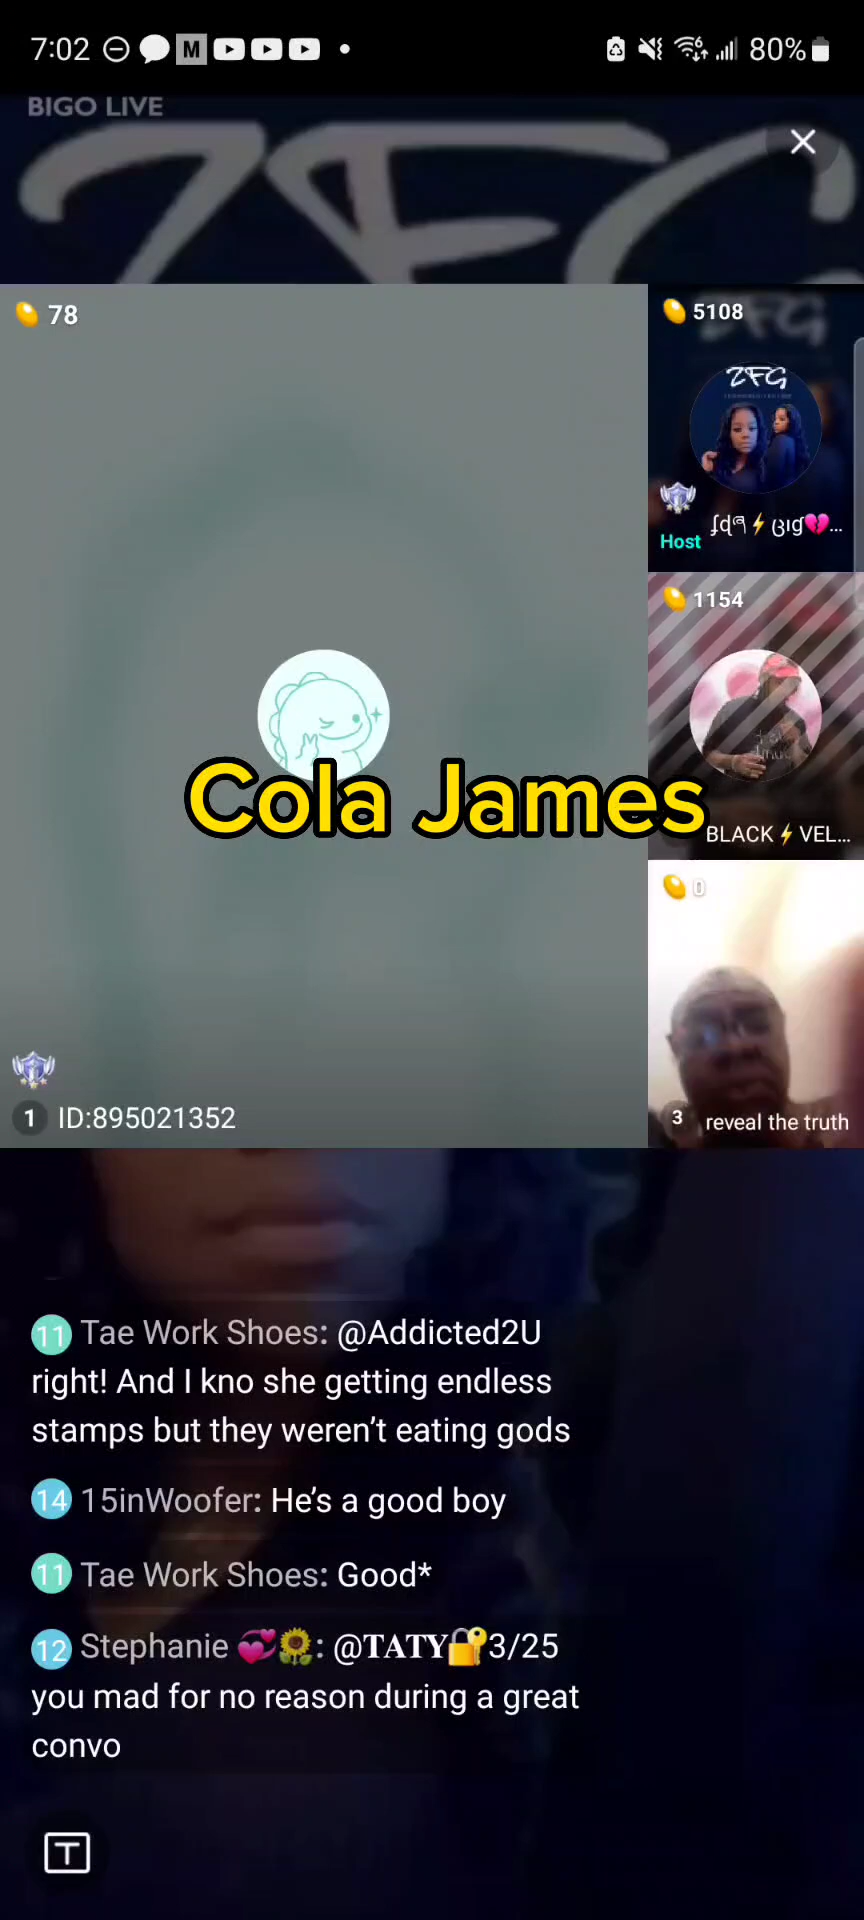 7:02
M
80%
BIGO LIVE
ZFG
78
5108
ZFG
Host
1154
Cola James
BLACK⚡VEL...
0
1 ID:895021352
3 reveal the truth
11 Tae Work Shoes: @Addicted2U
right! And I kno she getting endless
stamps but they weren’t eating gods
14 15inWoofer: He’s a good boy
11 Tae Work Shoes: Good*
12 Stephanie 💞🌻: @𝐓𝐀𝐓𝐘🔐3/25
you mad for no reason during a great
convo
T